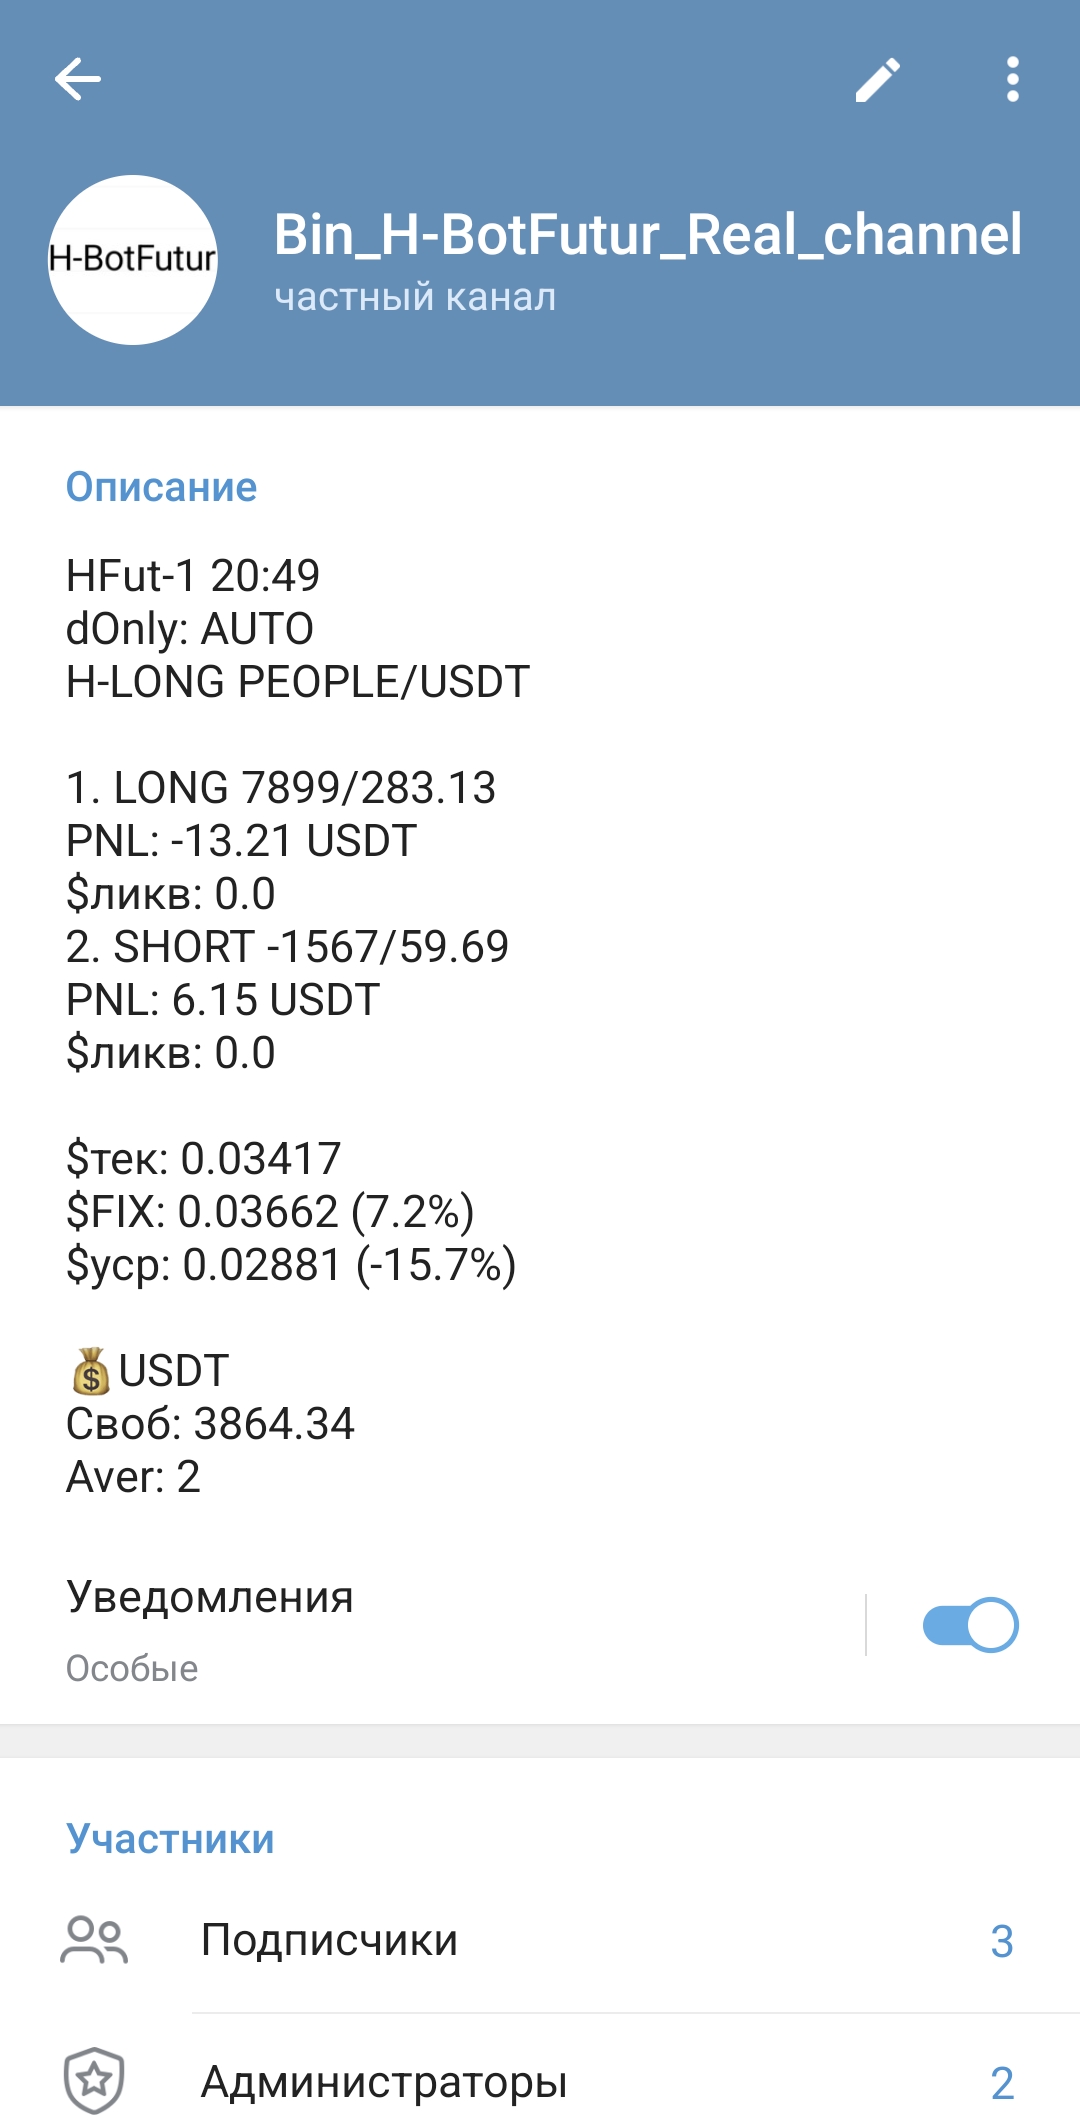 H-BotFutur
Bin_H-BotFutur_Real_channel
частный канал
Описание
HFut-1 20:49
dOnly: AUTO
H-LONG PEOPLE/USDT
1. LONG 7899/283.13
PNL: -13.21 USDT
$ликв: 0.0
2. SHORT -1567/59.69
PNL: 6.15 USDT
$ликв: 0.0
$тек: 0.03417
$FIX: 0.03662 (7.2%)
$уср: 0.02881 (-15.7%)
💰USDT
Своб: 3864.34
Aver: 2
Уведомления
Особые
Участники
Подписчики 3
Администраторы 2